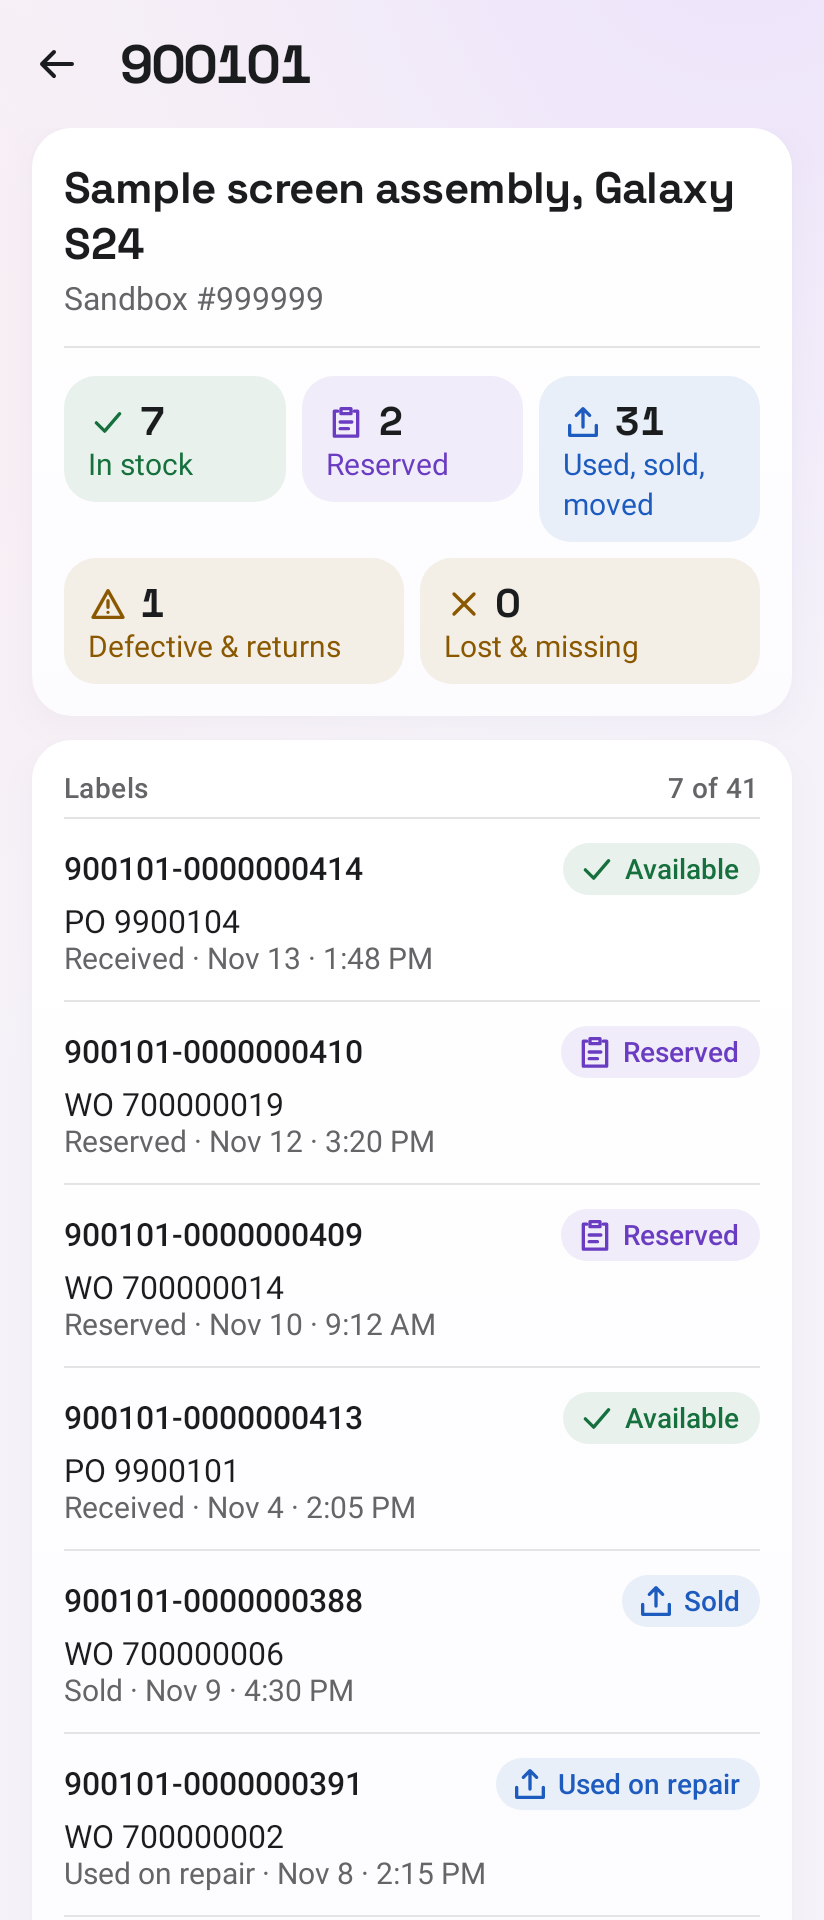 900101
Sample screen assembly, Galaxy
S24
Sandbox #999999
7
In stock
2
Reserved
31
Used, sold,
moved
1
Defective & returns
0
Lost & missing
Labels
7 of 41
900101-0000000414
Available
PO 9900104
Received · Nov 13 · 1:48 PM
900101-0000000410
Reserved
WO 700000019
Reserved · Nov 12 · 3:20 PM
900101-0000000409
Reserved
WO 700000014
Reserved · Nov 10 · 9:12 AM
900101-0000000413
Available
PO 9900101
Received · Nov 4 · 2:05 PM
900101-0000000388
Sold
WO 700000006
Sold · Nov 9 · 4:30 PM
900101-0000000391
Used on repair
WO 700000002
Used on repair · Nov 8 · 2:15 PM